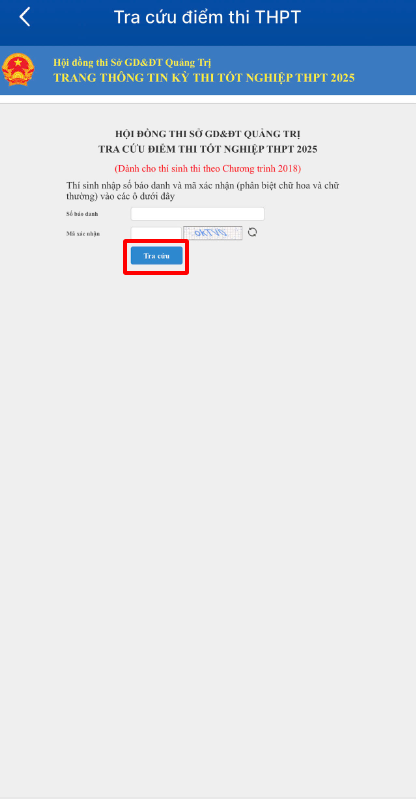 Tra cứu điểm thi THPT
Hội đồng thi Sở GD&ĐT Quảng Trị
TRANG THÔNG TIN KỲ THI TỐT NGHIỆP THPT 2025
HỘI ĐỒNG THI SỞ GD&ĐT QUẢNG TRỊ
TRA CỨU ĐIỂM THI TỐT NGHIỆP THPT 2025
(Dành cho thí sinh thi theo Chương trình 2018)
Thí sinh nhập số báo danh và mã xác nhận (phân biệt chữ hoa và chữ
thường) vào các ô dưới đây
Số báo danh
Mã xác nhận
Tra cứu